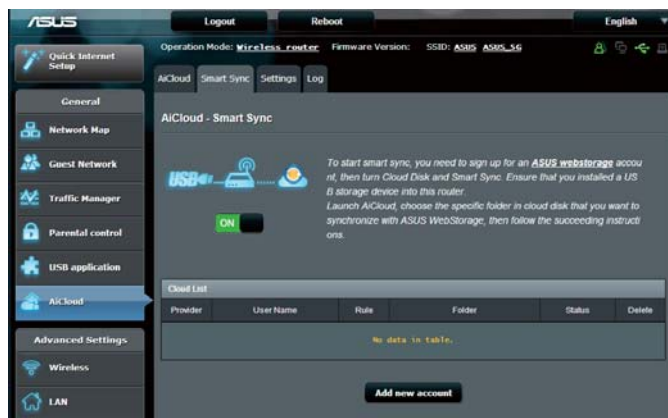 ASUS
Logout
Reboot
English
Quick Internet
Setup
Operation Mode: Wireless router Firmware Version: SSID: ASUS ASUS_5G
AiCloud
Smart Sync
Settings
Log
General
Network Map
Guest Network
Traffic Manager
Parental control
USB application
AiCloud
Advanced Settings
Wireless
LAN
AiCloud - Smart Sync
USB
ON
To start smart sync, you need to sign up for an ASUS webstorage accou
nt, then turn Cloud Disk and Smart Sync. Ensure that you installed a US
B storage device into this router.
Launch AiCloud, choose the specific folder in cloud disk that you want to
synchronize with ASUS WebStorage, then follow the succeeding instructi
ons.
Cloud List
Provider User Name Rule Folder Status Delete
No data in table.
Add new account